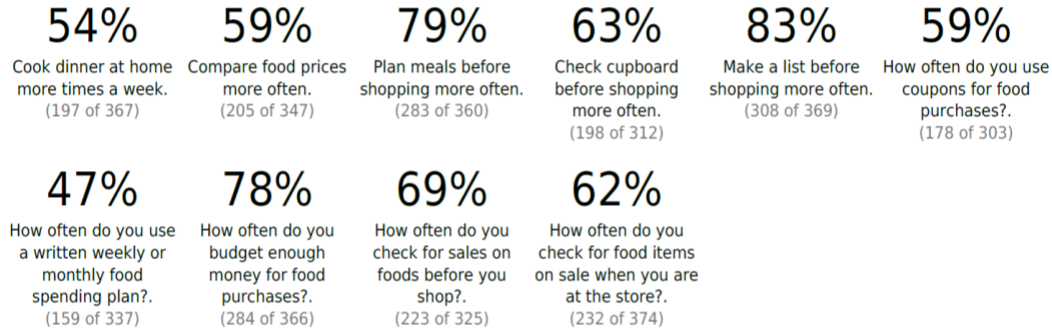 54% 59% 79% 63% 83% 59%
Cook dinner at home
more times a week.
(197 of 367)
Compare food prices
more often.
(205 of 347)
Plan meals before
shopping more often.
(283 of 360)
Check cupboard
before shopping
more often.
(198 of 312)
Make a list before
shopping more often.
(308 of 369)
How often do you use
coupons for food
purchases?.
(178 of 303)
47% 78% 69% 62%
How often do you use
a written weekly or
monthly food
spending plan?.
(159 of 337)
How often do you
budget enough
money for food
purchases?.
(284 of 366)
How often do you
check for sales on
foods before you
shop?.
(223 of 325)
How often do you
check for food items
on sale when you are
at the store?.
(232 of 374)